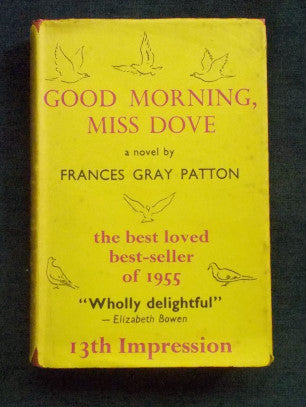 GOOD MORNING,
MISS DOVE
a novel by
FRANCES GRAY PATTON
the best loved
best-seller
of 1955
"Wholly delightful"
— Elizabeth Bowen
13th Impression